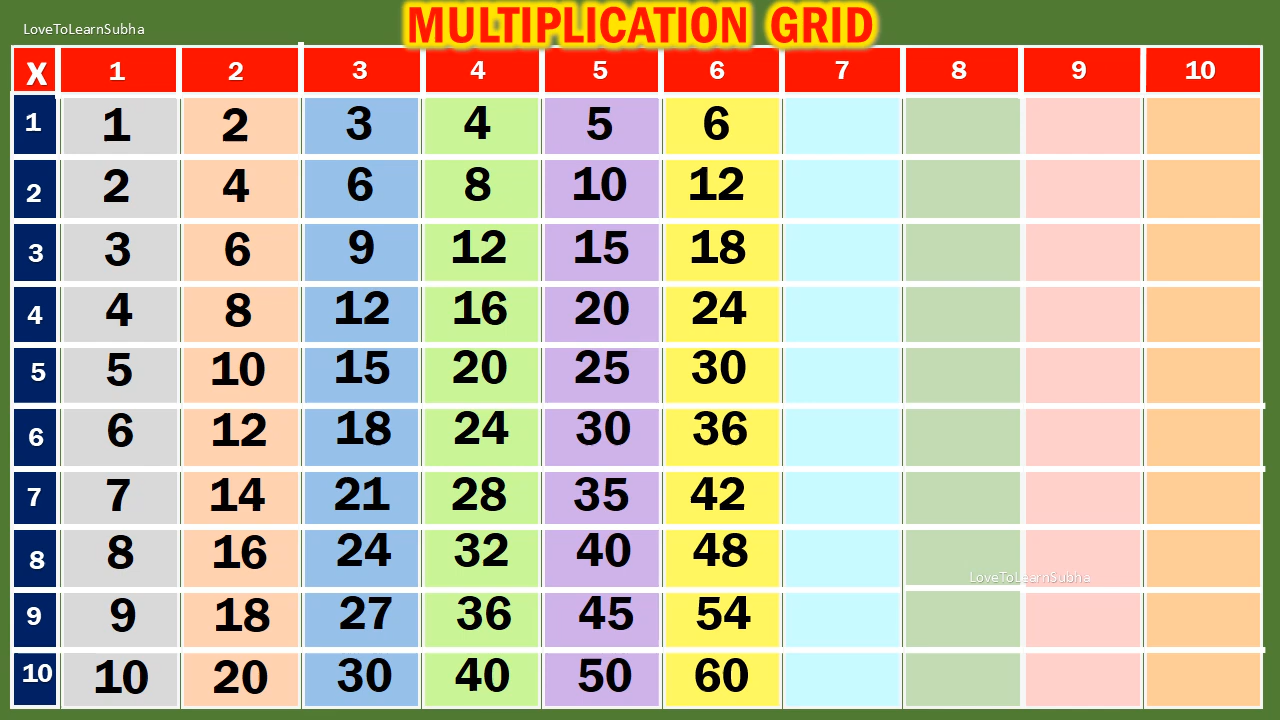 MULTIPLICATION GRID
LoveToLearnSubha
X 1 2 3 4 5 6 7 8 9 10
1 1 2 3 4 5 6
2 2 4 6 8 10 12
3 3 6 9 12 15 18
4 4 8 12 16 20 24
5 5 10 15 20 25 30
6 6 12 18 24 30 36
7 7 14 21 28 35 42
8 8 16 24 32 40 48
LoveToLearnSubha
9 9 18 27 36 45 54
10 10 20 30 40 50 60